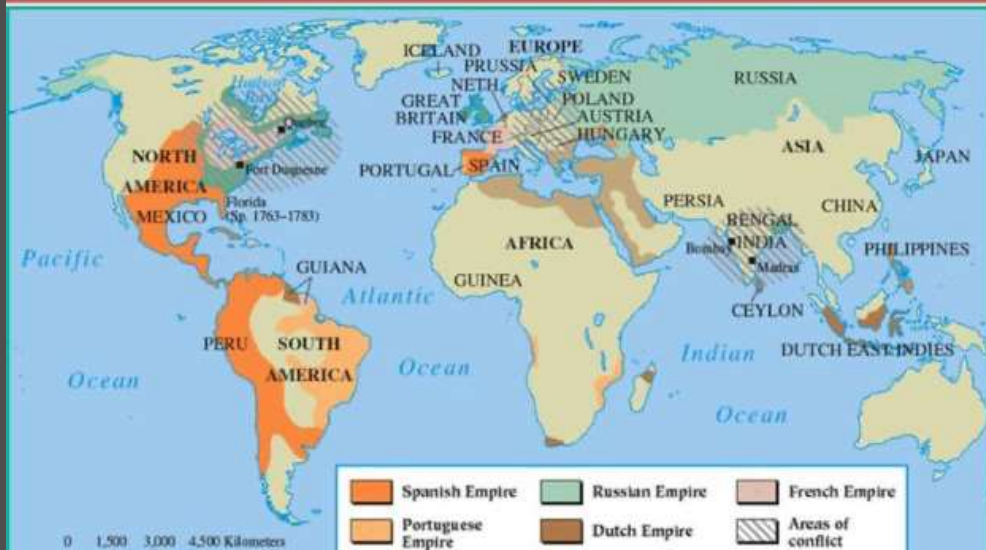 ICELAND
EUROPE
PRUSSIA
NETH
SWEDEN
RUSSIA
GREAT
BRITAIN
POLAND
AUSTRIA
FRANCE
HUNGARY
Hudson
Bay
Quebec
Fort Duquesne
NORTH
AMERICA
MEXICO
Florida
(Sp. 1763–1783)
PORTUGAL
SPAIN
ASIA
JAPAN
PERSIA
CHINA
BENGAL
Bombay
INDIA
Madras
PHILIPPINES
AFRICA
GUINEA
CEYLON
Pacific
Ocean
GUIANA
Atlantic
Ocean
PERU
SOUTH
AMERICA
Indian
Ocean
DUTCH EAST INDIES
Spanish Empire
Russian Empire
French Empire
Portuguese
Empire
Dutch Empire
Areas of
conflict
0 1,500 3,000 4,500 Kilometers